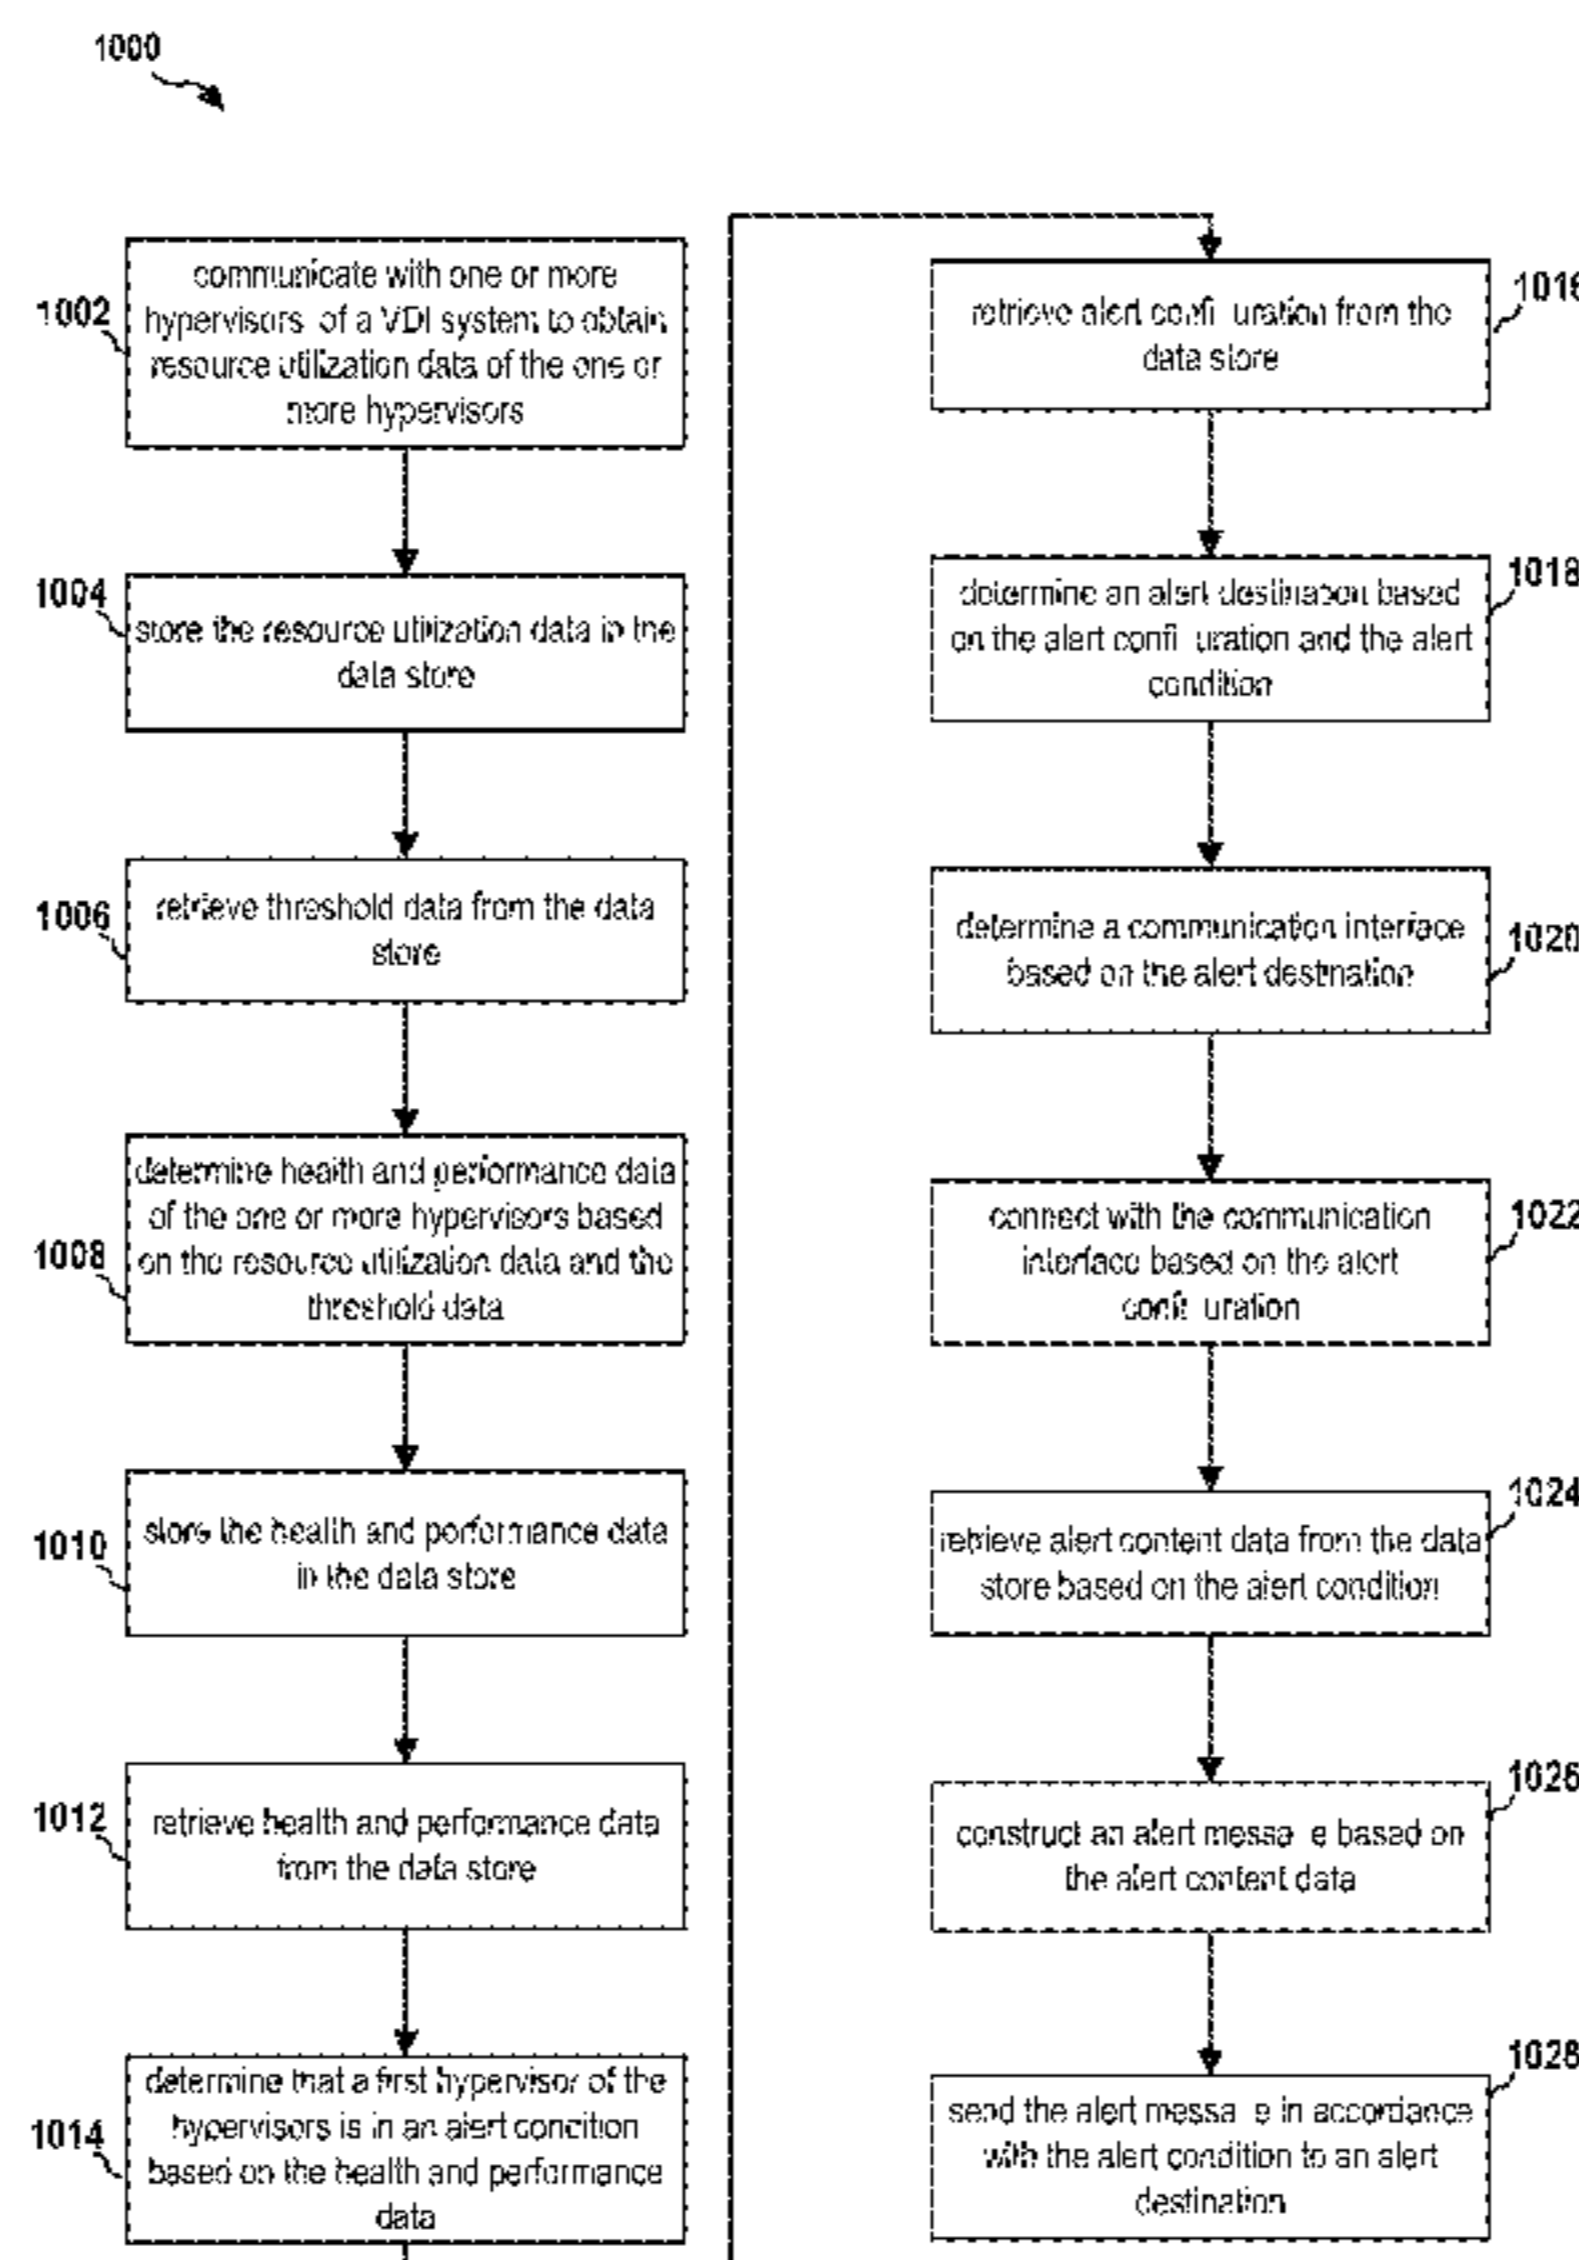 1000
1002
communicate with one or more
hypervisors of a VDI system to obtain
resource utilization data of the one or
more hypervisors
1004
store the resource utilization data in the
data store
1006
retrieve threshold data from the data
store
1008
determine health and performance data
of the one or more hypervisors based
on the resource utilization data and the
threshold data
1010
store the health and performance data
in the data store
1012
retrieve health and performance data
from the data store
1014
determine that a first hypervisor of the
hypervisors is in an alert condition
based on the health and performance
data
1016
retrieve alert confi uration from the
data store
1018
determine an alert destination based
on the alert confi uration and the alert
condition
1020
determine a communication interface
based on the alert destination
1022
connect with the communication
interface based on the alert
confi uration
1024
retrieve alert content data from the data
store based on the alert condition
1026
construct an alert messa e based on
the alert content data
1028
send the alert messa e in accordance
with the alert condition to an alert
destination